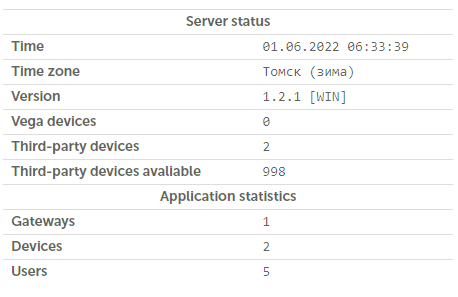 Server status
Time 01.06.2022 06:33:39
Time zone Томск (зима)
Version 1.2.1 [WIN]
Vega devices 0
Third-party devices 2
Third-party devices avaliable 998
Application statistics
Gateways 1
Devices 2
Users 5